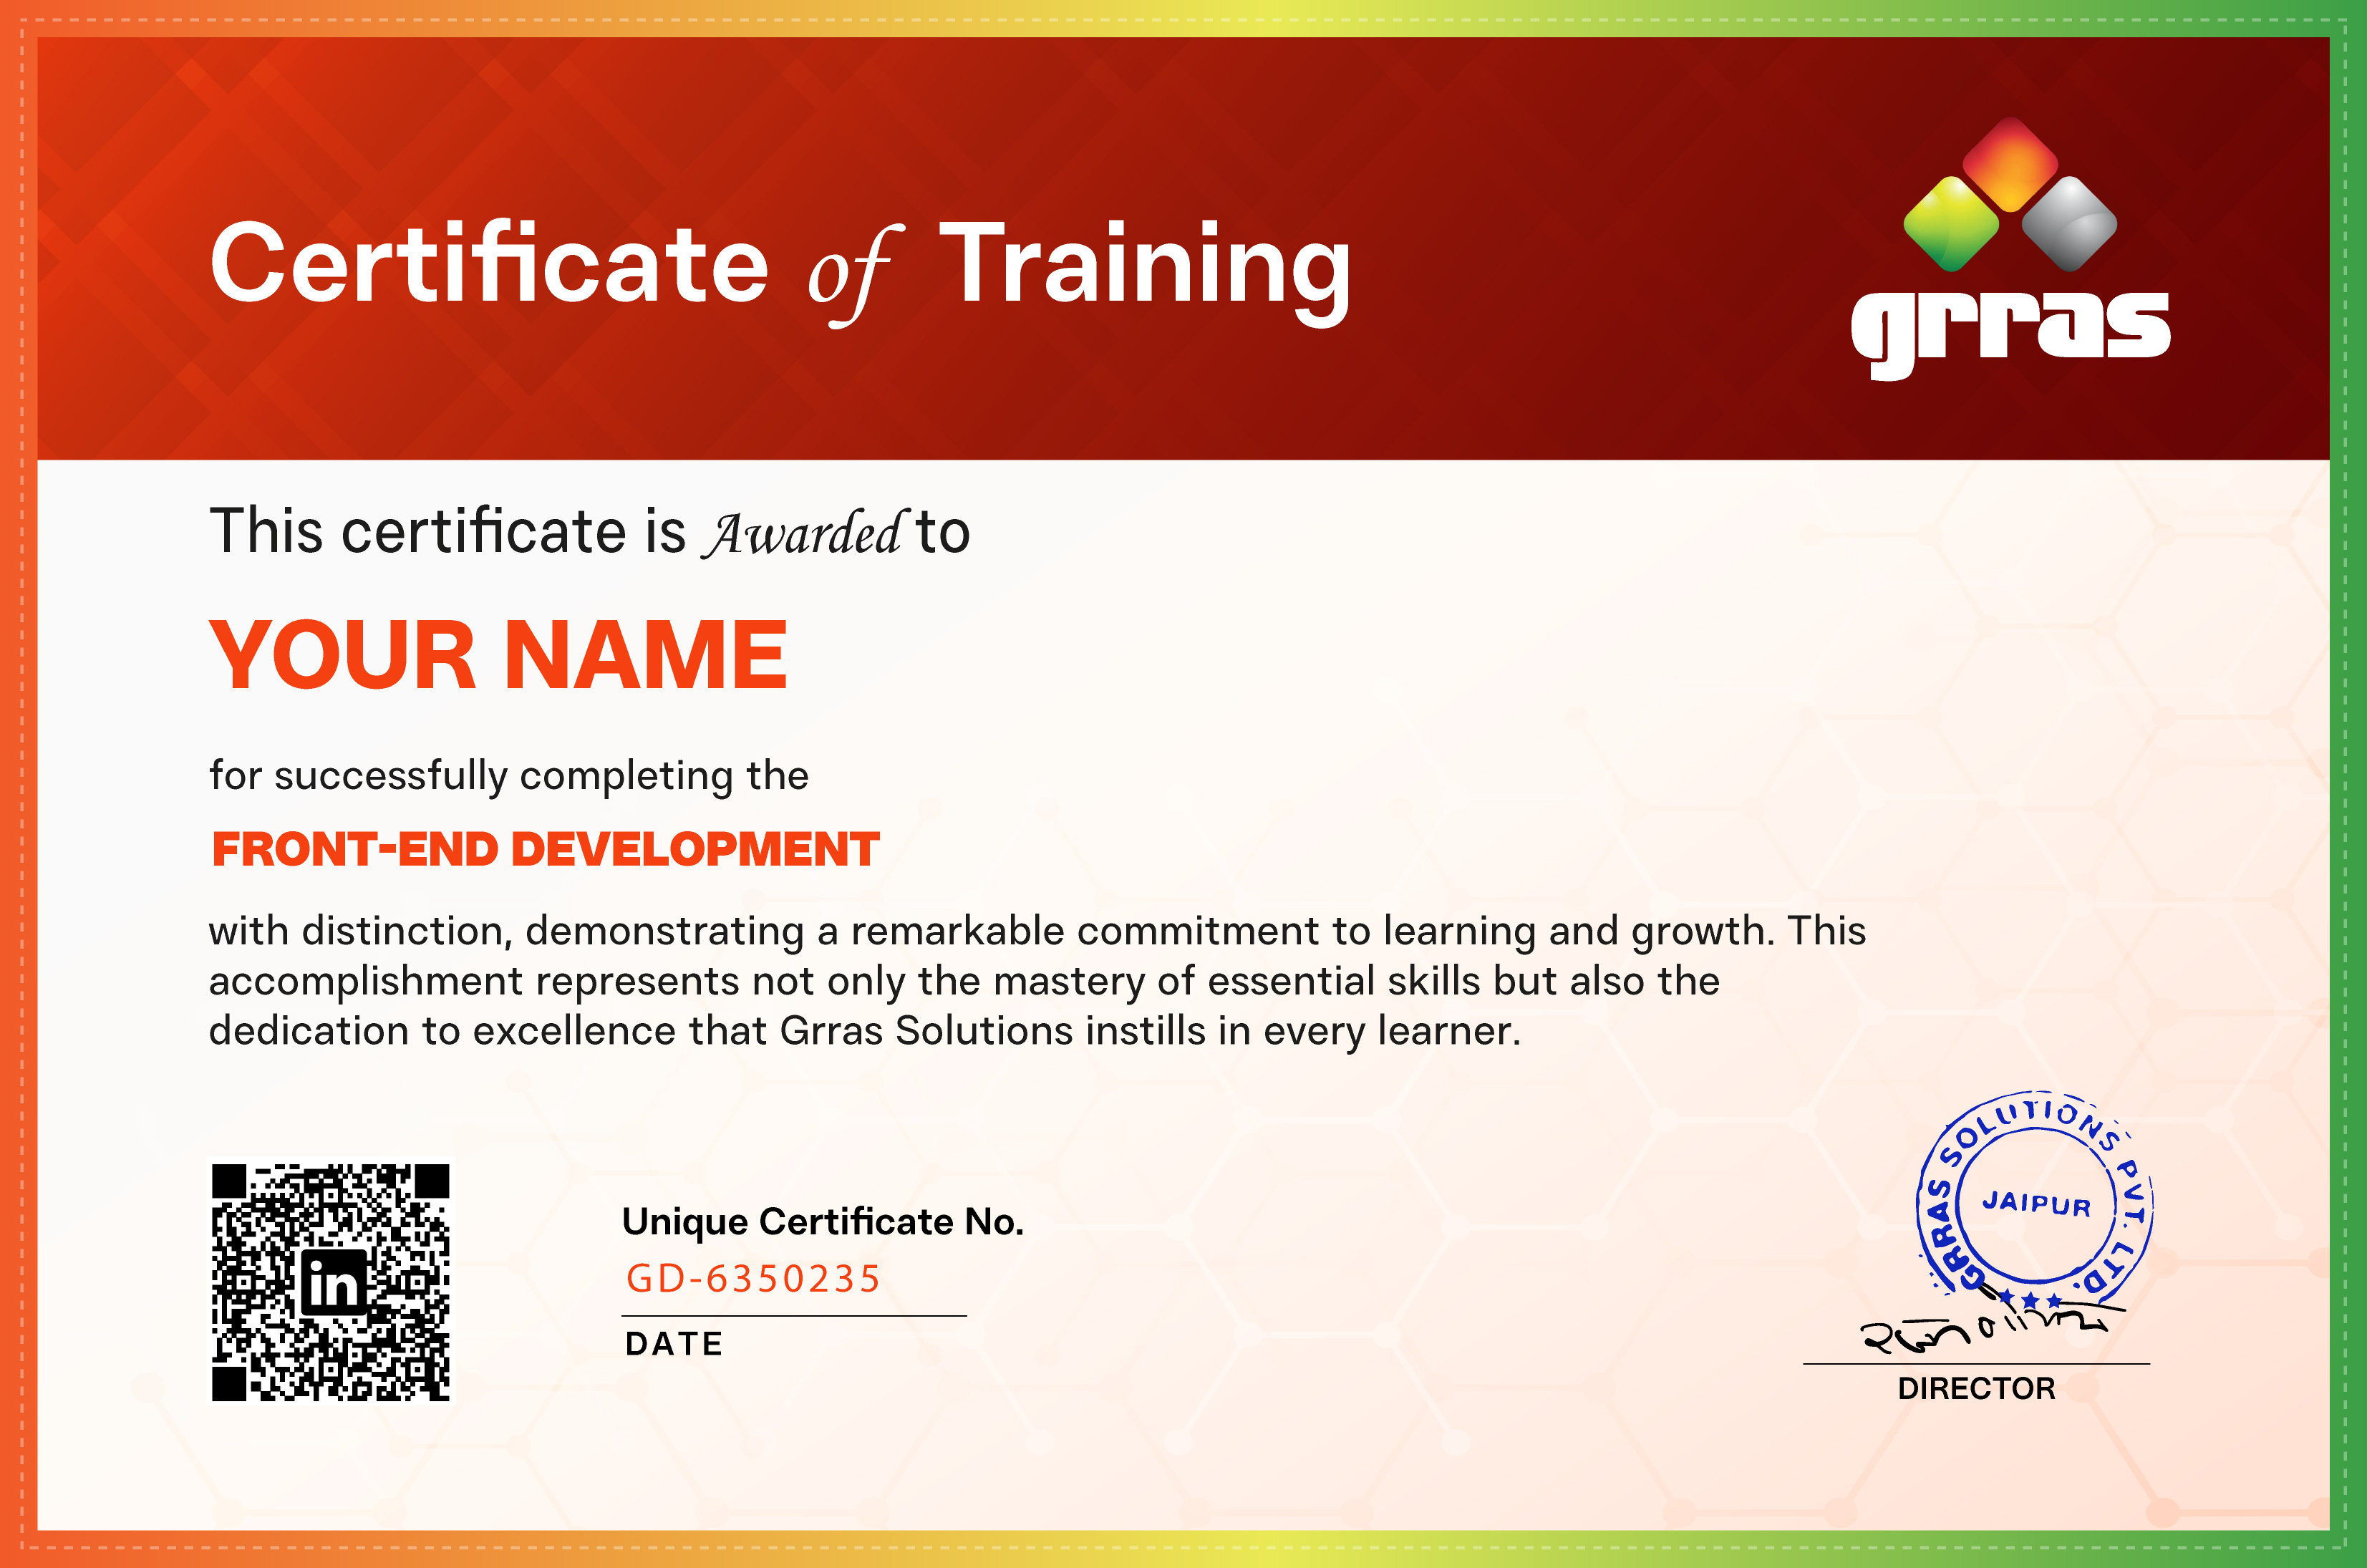 Certificate of Training
grras
This certificate is Awarded to
YOUR NAME
for successfully completing the
FRONT-END DEVELOPMENT
with distinction, demonstrating a remarkable commitment to learning and growth. This
accomplishment represents not only the mastery of essential skills but also the
dedication to excellence that Grras Solutions instills in every learner.
in
Unique Certificate No.
GD-6350235
DATE
GRRAS SOLUTIONS PVT. LTD.
JAIPUR
DIRECTOR